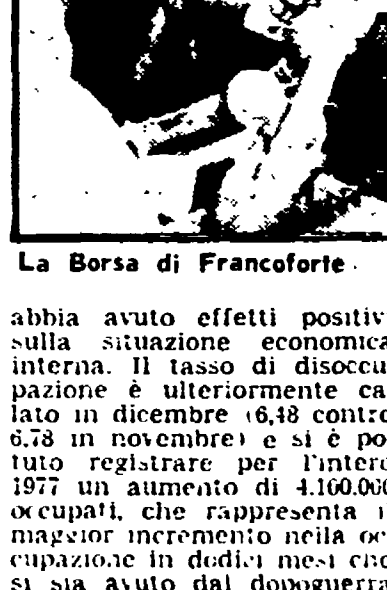 La Borsa di Francoforte.
abbia avuto effetti positiv
sulla situazione economica
interna. Il tasso di disoccu
pazione è ulteriormente ca
lato in dicembre (6,48 contro
6.78 in novembre) e si è po
tuto registrare per l'intero
1977 un aumento di 4.100.000
occupati, che rappresenta i
maggior incremento nella oc
cupazione in dodici mesi che
si sia avuto dal dopoguerra